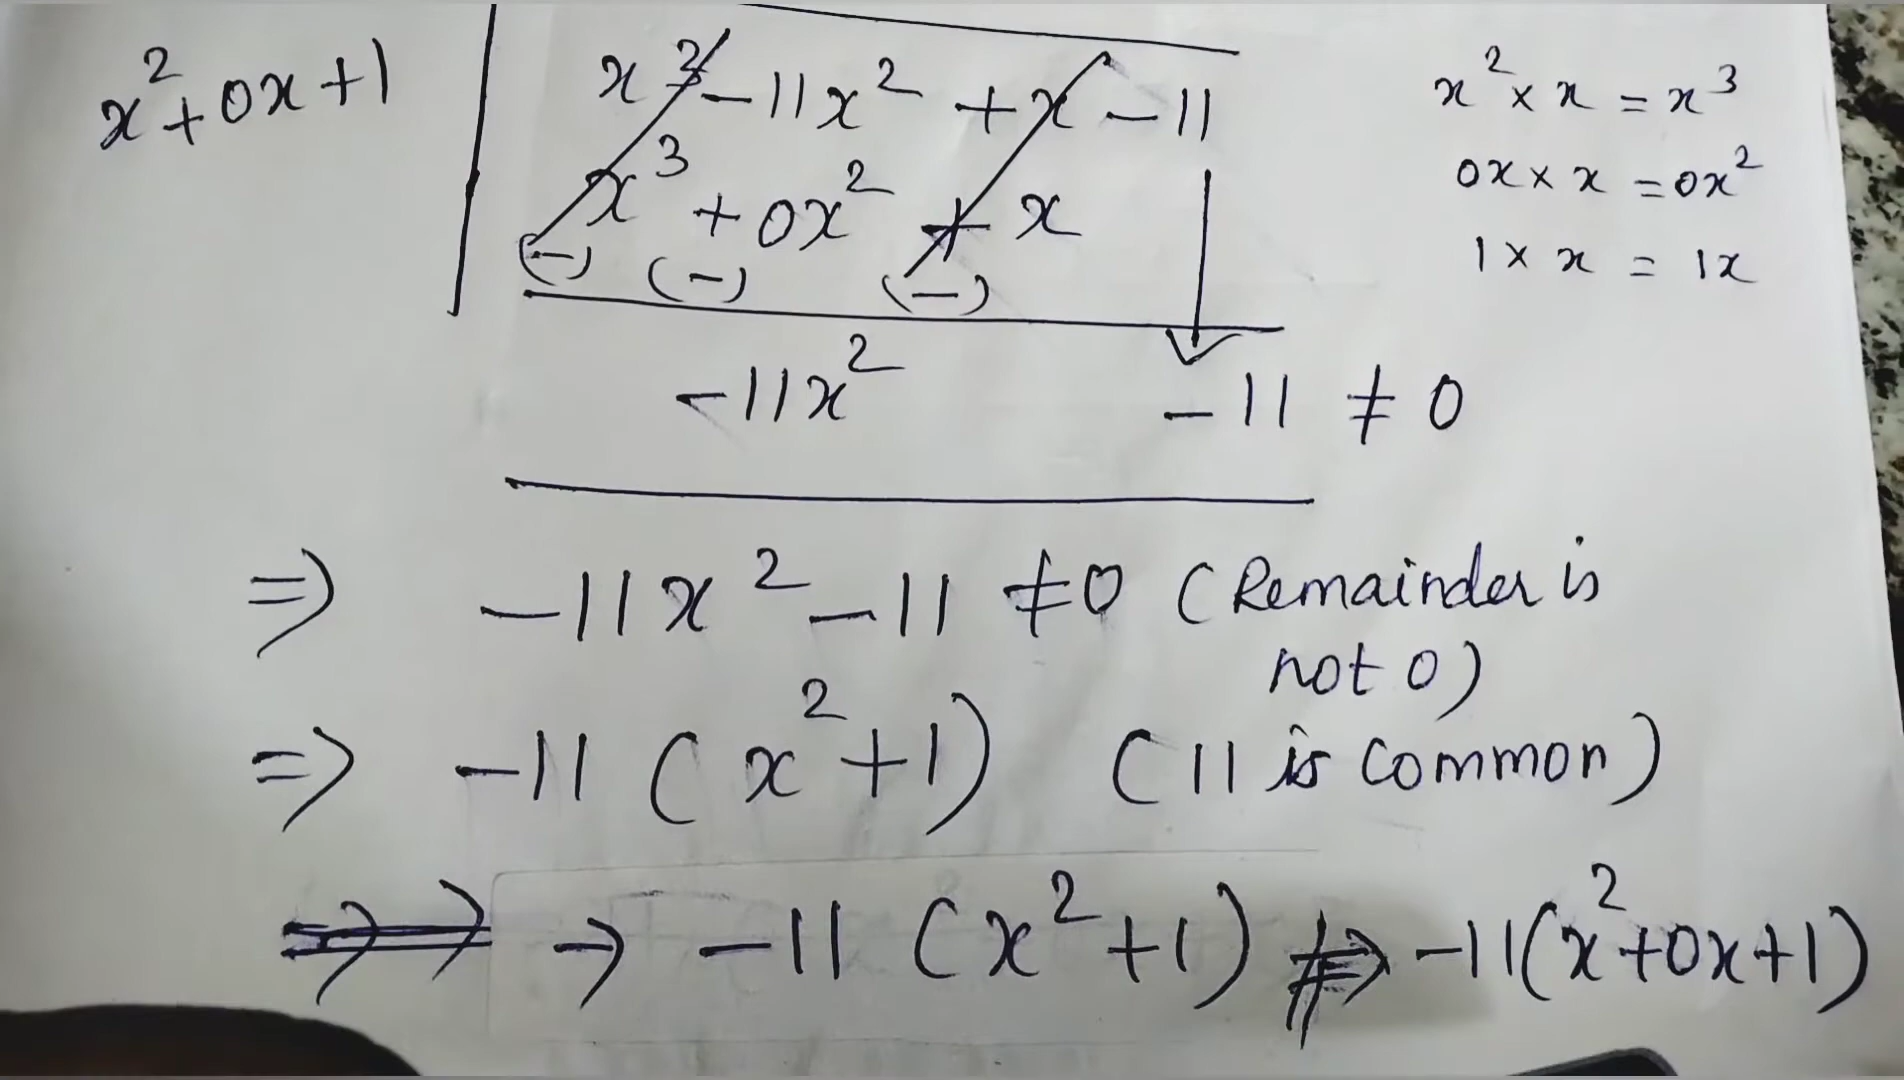 x²+0x+1
x³-11x²+x-11
x³+0x²+x
(-) (-) (-)
-11x² -11 ≠ 0
x² × x = x³
0x × x = 0x²
1 × x = 1x
⇒ -11x²-11 ≠0 (Remainder is
not 0)
⇒ -11 (x²+1) (11 is common)
→ -11 (x²+1) ⇒ -11(x²+0x+1)